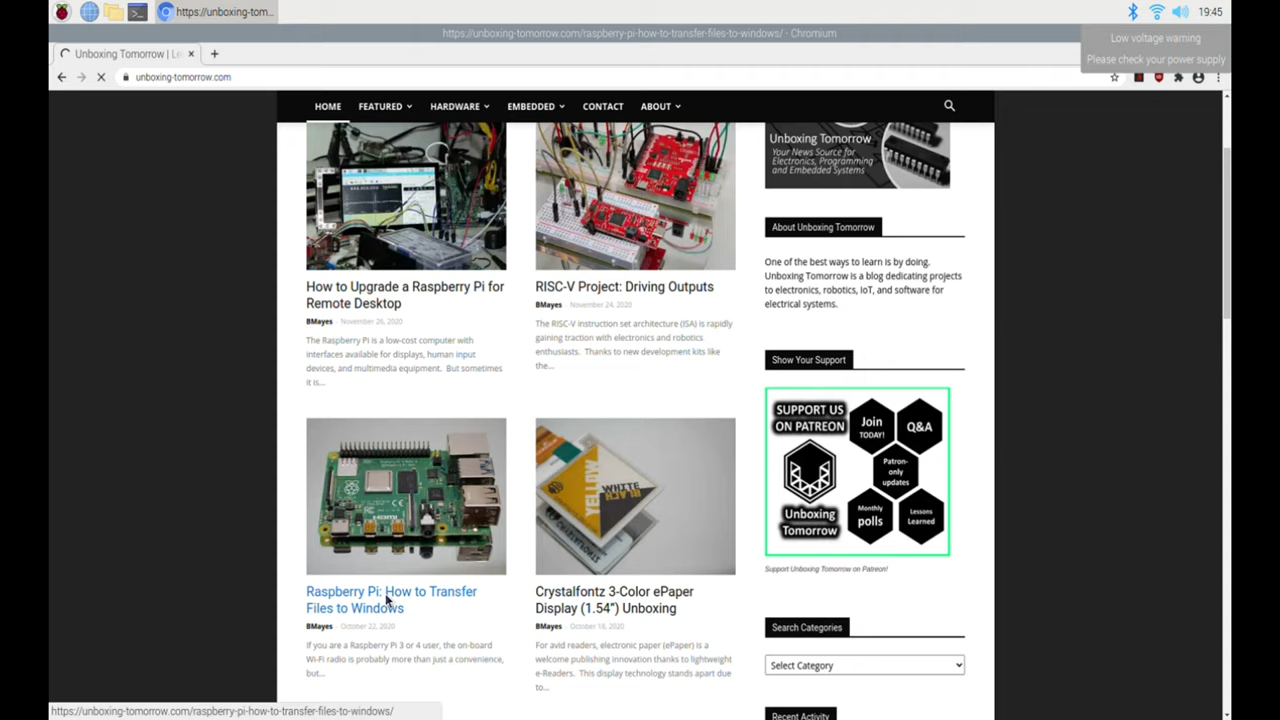 https://unboxing-tom...
19:45
https://unboxing-tomorrow.com/raspberry-pi-how-to-transfer-files-to-windows/ - Chromium
Low voltage warning
Please check your power supply
Unboxing Tomorrow | Le
unboxing-tomorrow.com
HOME
FEATURED
HARDWARE
EMBEDDED
CONTACT
ABOUT
How to Upgrade a Raspberry Pi for
Remote Desktop
BMayes - November 26, 2020
The Raspberry Pi is a low-cost computer with
interfaces available for displays, human input
devices, and multimedia equipment. But sometimes
it is...
RISC-V Project: Driving Outputs
BMayes - November 24, 2020
The RISC-V instruction set architecture (ISA) is rapidly
gaining traction with electronics and robotics
enthusiasts. Thanks to new development kits like
the...
Raspberry Pi: How to Transfer
Files to Windows
BMayes - October 22, 2020
If you are a Raspberry Pi 3 or 4 user, the on-board
Wi-Fi radio is probably more than just a convenience,
but...
YELLOW
WHITE
BLACK
Crystalfontz 3-Color ePaper
Display (1.54”) Unboxing
BMayes - October 18, 2020
For avid readers, electronic paper (ePaper) is a
welcome publishing innovation thanks to lightweight
e-Readers. This display technology stands apart due
to...
Unboxing Tomorrow
Your News Source for
Electronics, Programming
and Embedded Systems
About Unboxing Tomorrow
One of the best ways to learn is by doing.
Unboxing Tomorrow is a blog dedicating projects
to electronics, robotics, IoT, and software for
electrical systems.
Show Your Support
SUPPORT US
ON PATREON
Join
TODAY!
Q&A
Patron-
only
updates
Monthly
polls
Lessons
Learned
Unboxing
Tomorrow
Support Unboxing Tomorrow on Patreon!
Search Categories
Select Category
Recent Activity
https://unboxing-tomorrow.com/raspberry-pi-how-to-transfer-files-to-windows/